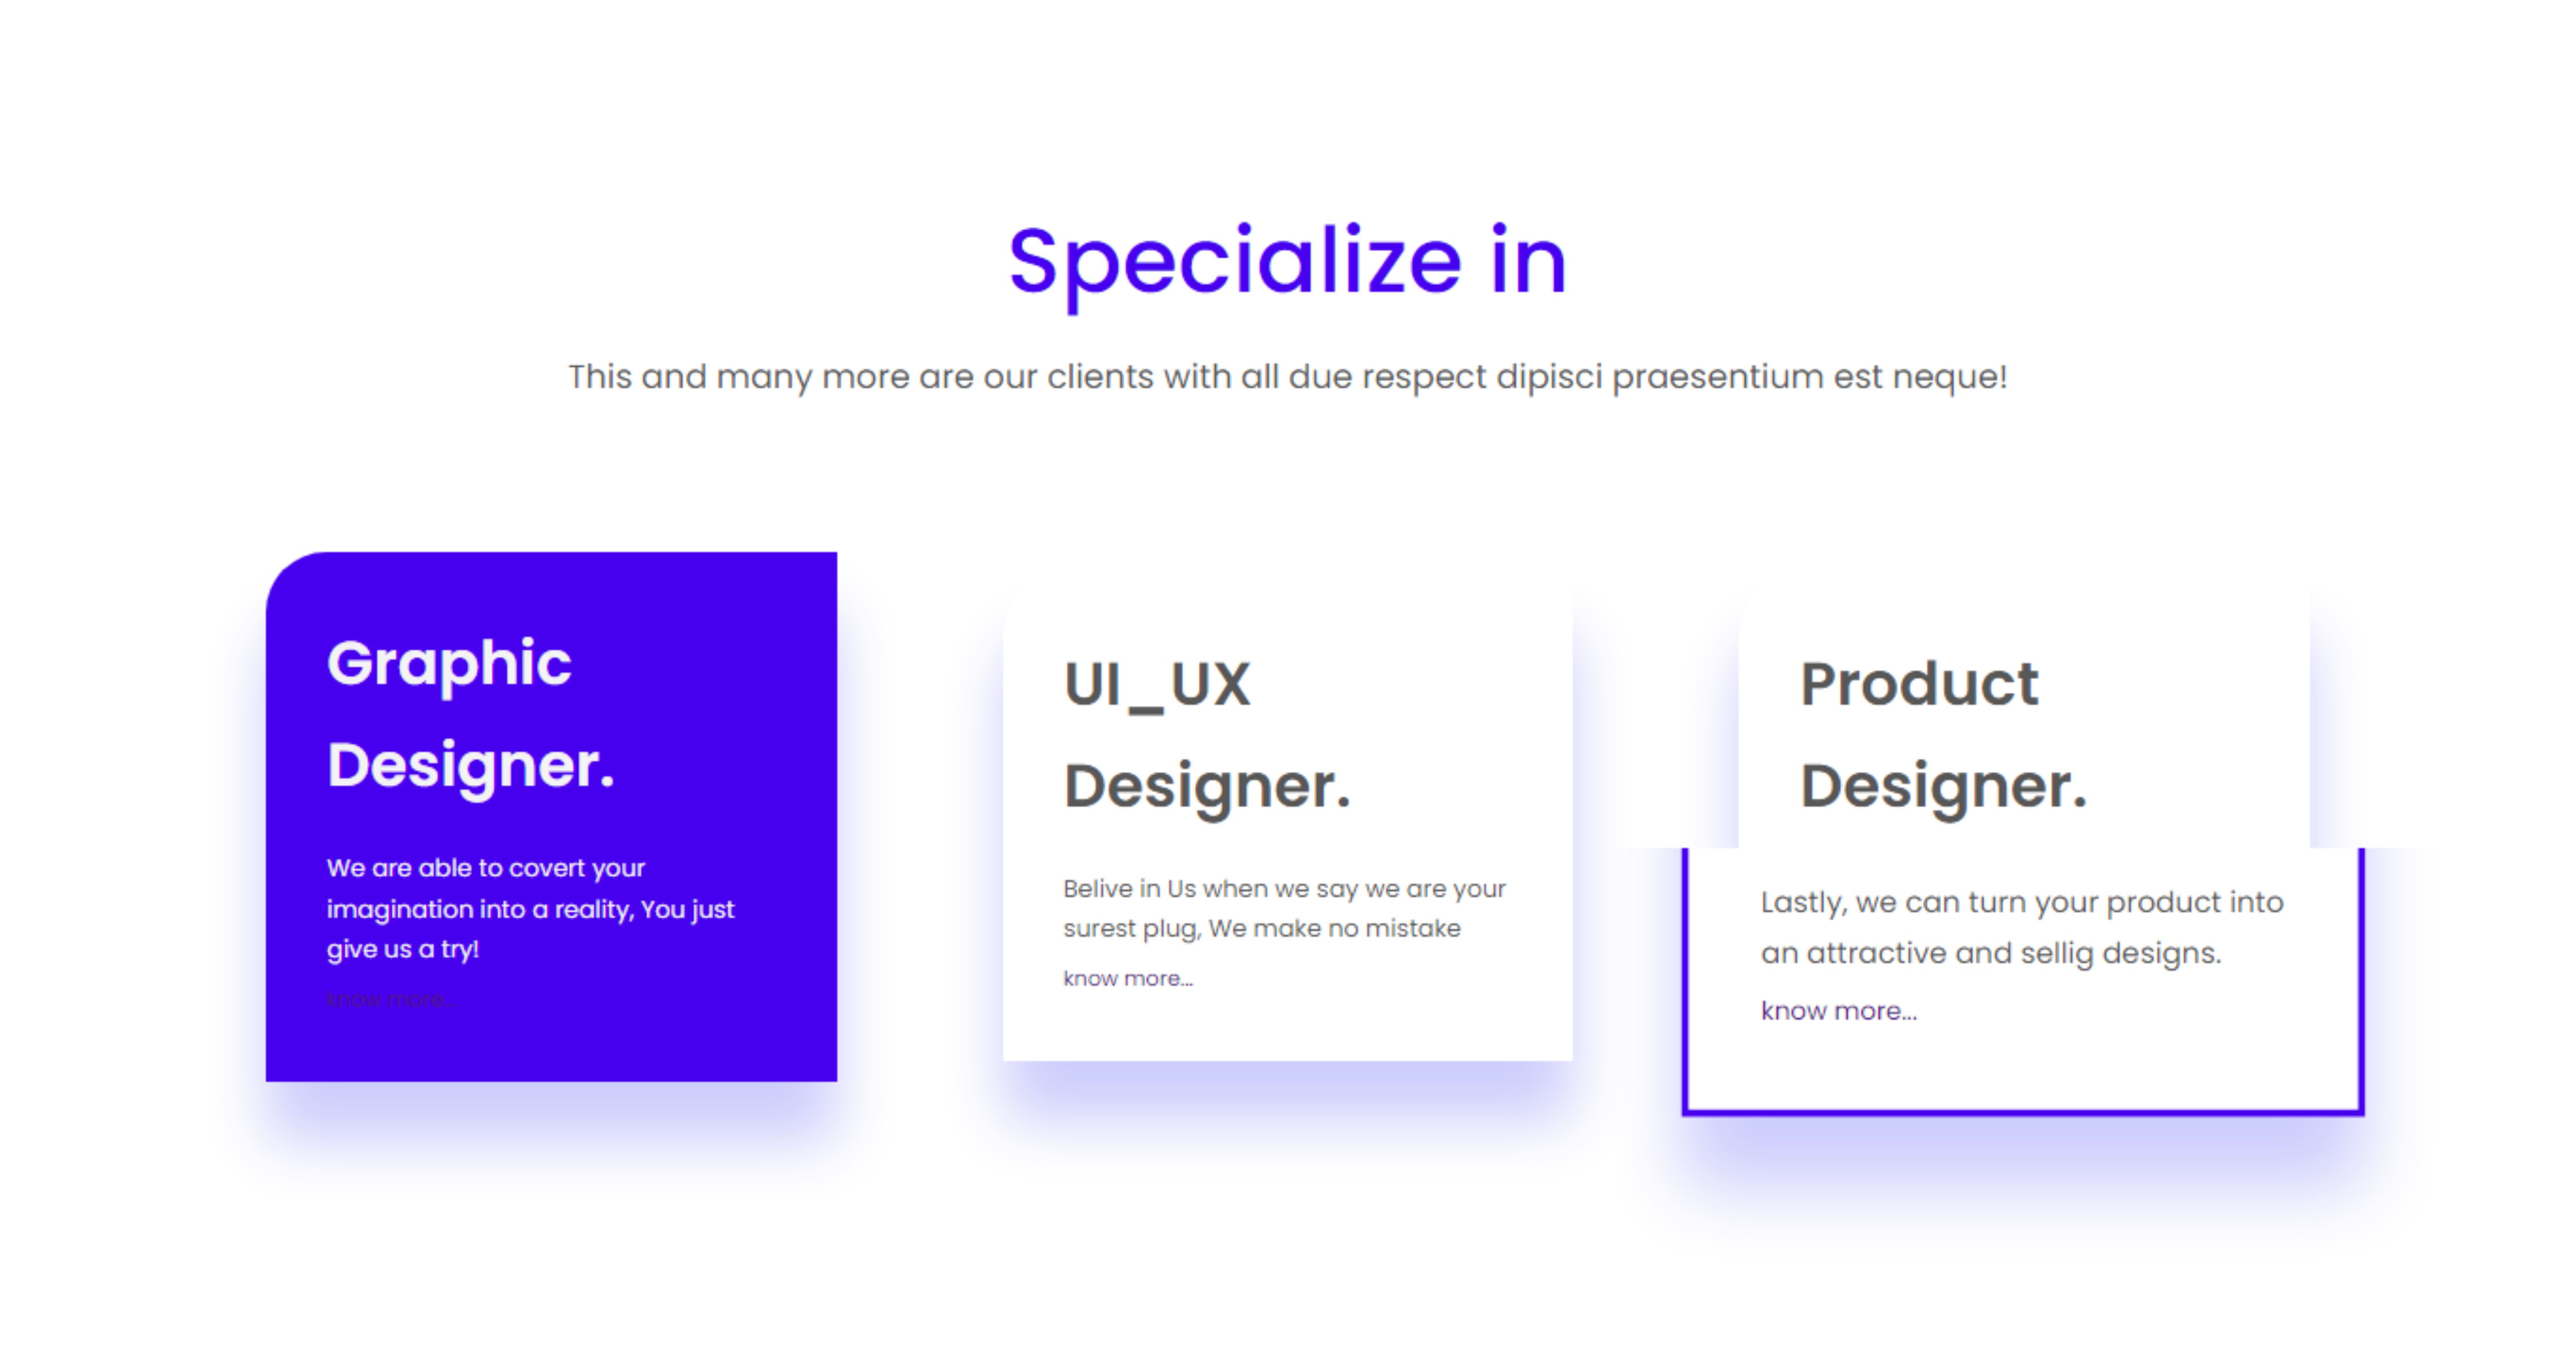 Specialize in
This and many more are our clients with all due respect dipisci praesentium est neque!
Graphic
Designer.
We are able to covert your
imagination into a reality, You just
give us a try!
know more...
UI_UX
Designer.
Belive in Us when we say we are your
surest plug, We make no mistake
know more...
Product
Designer.
Lastly, we can turn your product into
an attractive and sellig designs.
know more...